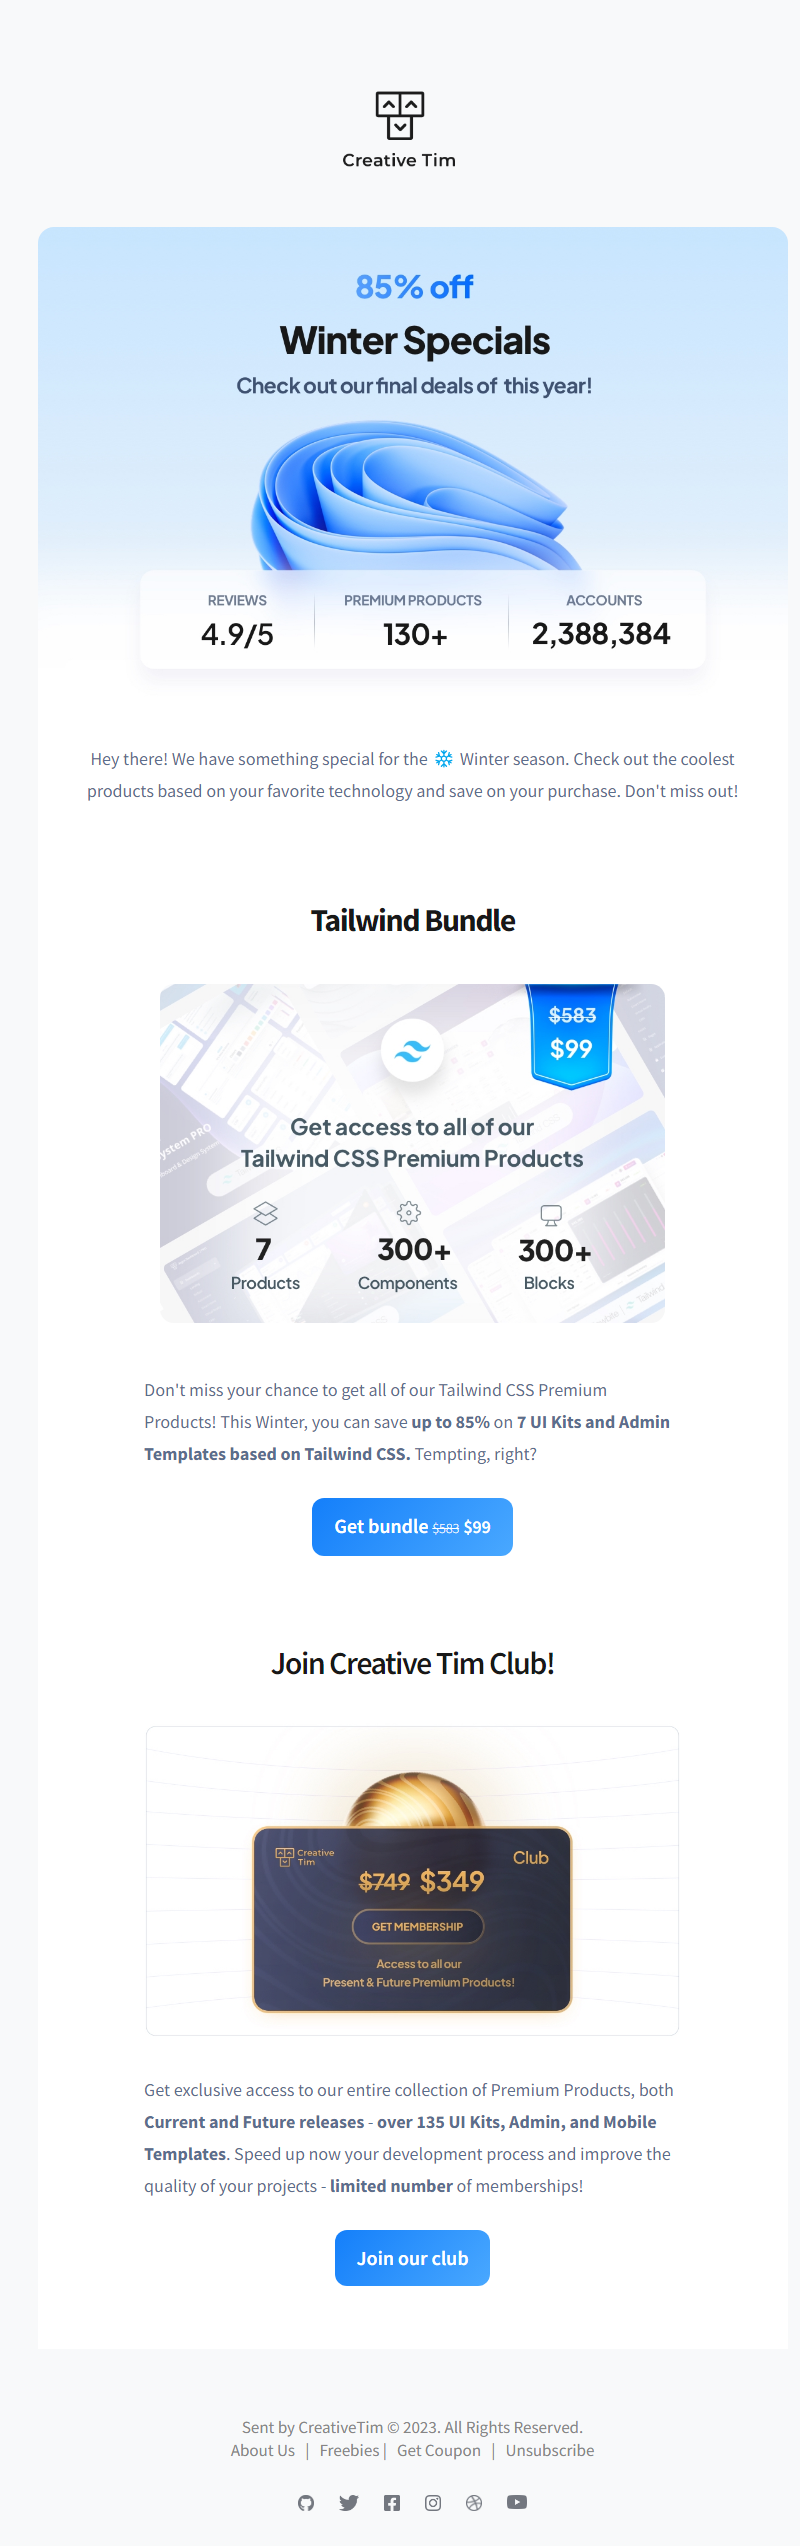 Creative Tim
85% off
Winter Specials
Check out our final deals of this year!
REVIEWS
4.9/5
PREMIUM PRODUCTS
130+
ACCOUNTS
2,388,384
Hey there! We have something special for the ❄ Winter season. Check out the coolest
products based on your favorite technology and save on your purchase. Don't miss out!
Tailwind Bundle
$583
$99
Get access to all of our
Tailwind CSS Premium Products
7
Products
300+
Components
300+
Blocks
Don't miss your chance to get all of our Tailwind CSS Premium
Products! This Winter, you can save up to 85% on 7 UI Kits and Admin
Templates based on Tailwind CSS. Tempting, right?
Get bundle $583 $99
Join Creative Tim Club!
Creative
Tim
Club
$749 $349
GET MEMBERSHIP
Access to all our
Present & Future Premium Products!
Get exclusive access to our entire collection of Premium Products, both
Current and Future releases - over 135 UI Kits, Admin, and Mobile
Templates. Speed up now your development process and improve the
quality of your projects - limited number of memberships!
Join our club
Sent by CreativeTim © 2023. All Rights Reserved.
About Us | Freebies | Get Coupon | Unsubscribe